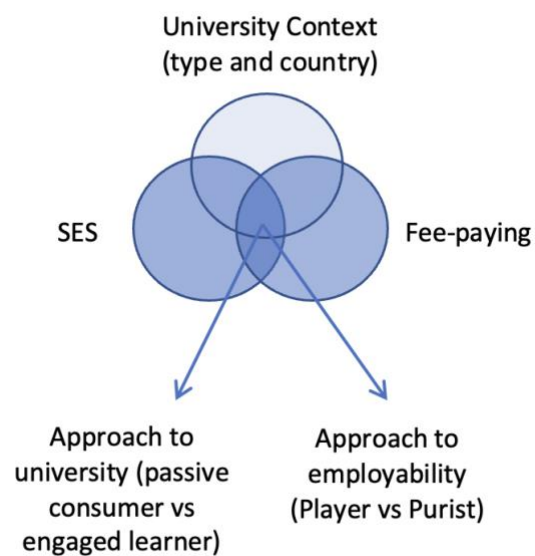 University Context
(type and country)
SES
Fee-paying
Approach to
university (passive
consumer vs
engaged learner)
Approach to
employability
(Player vs Purist)